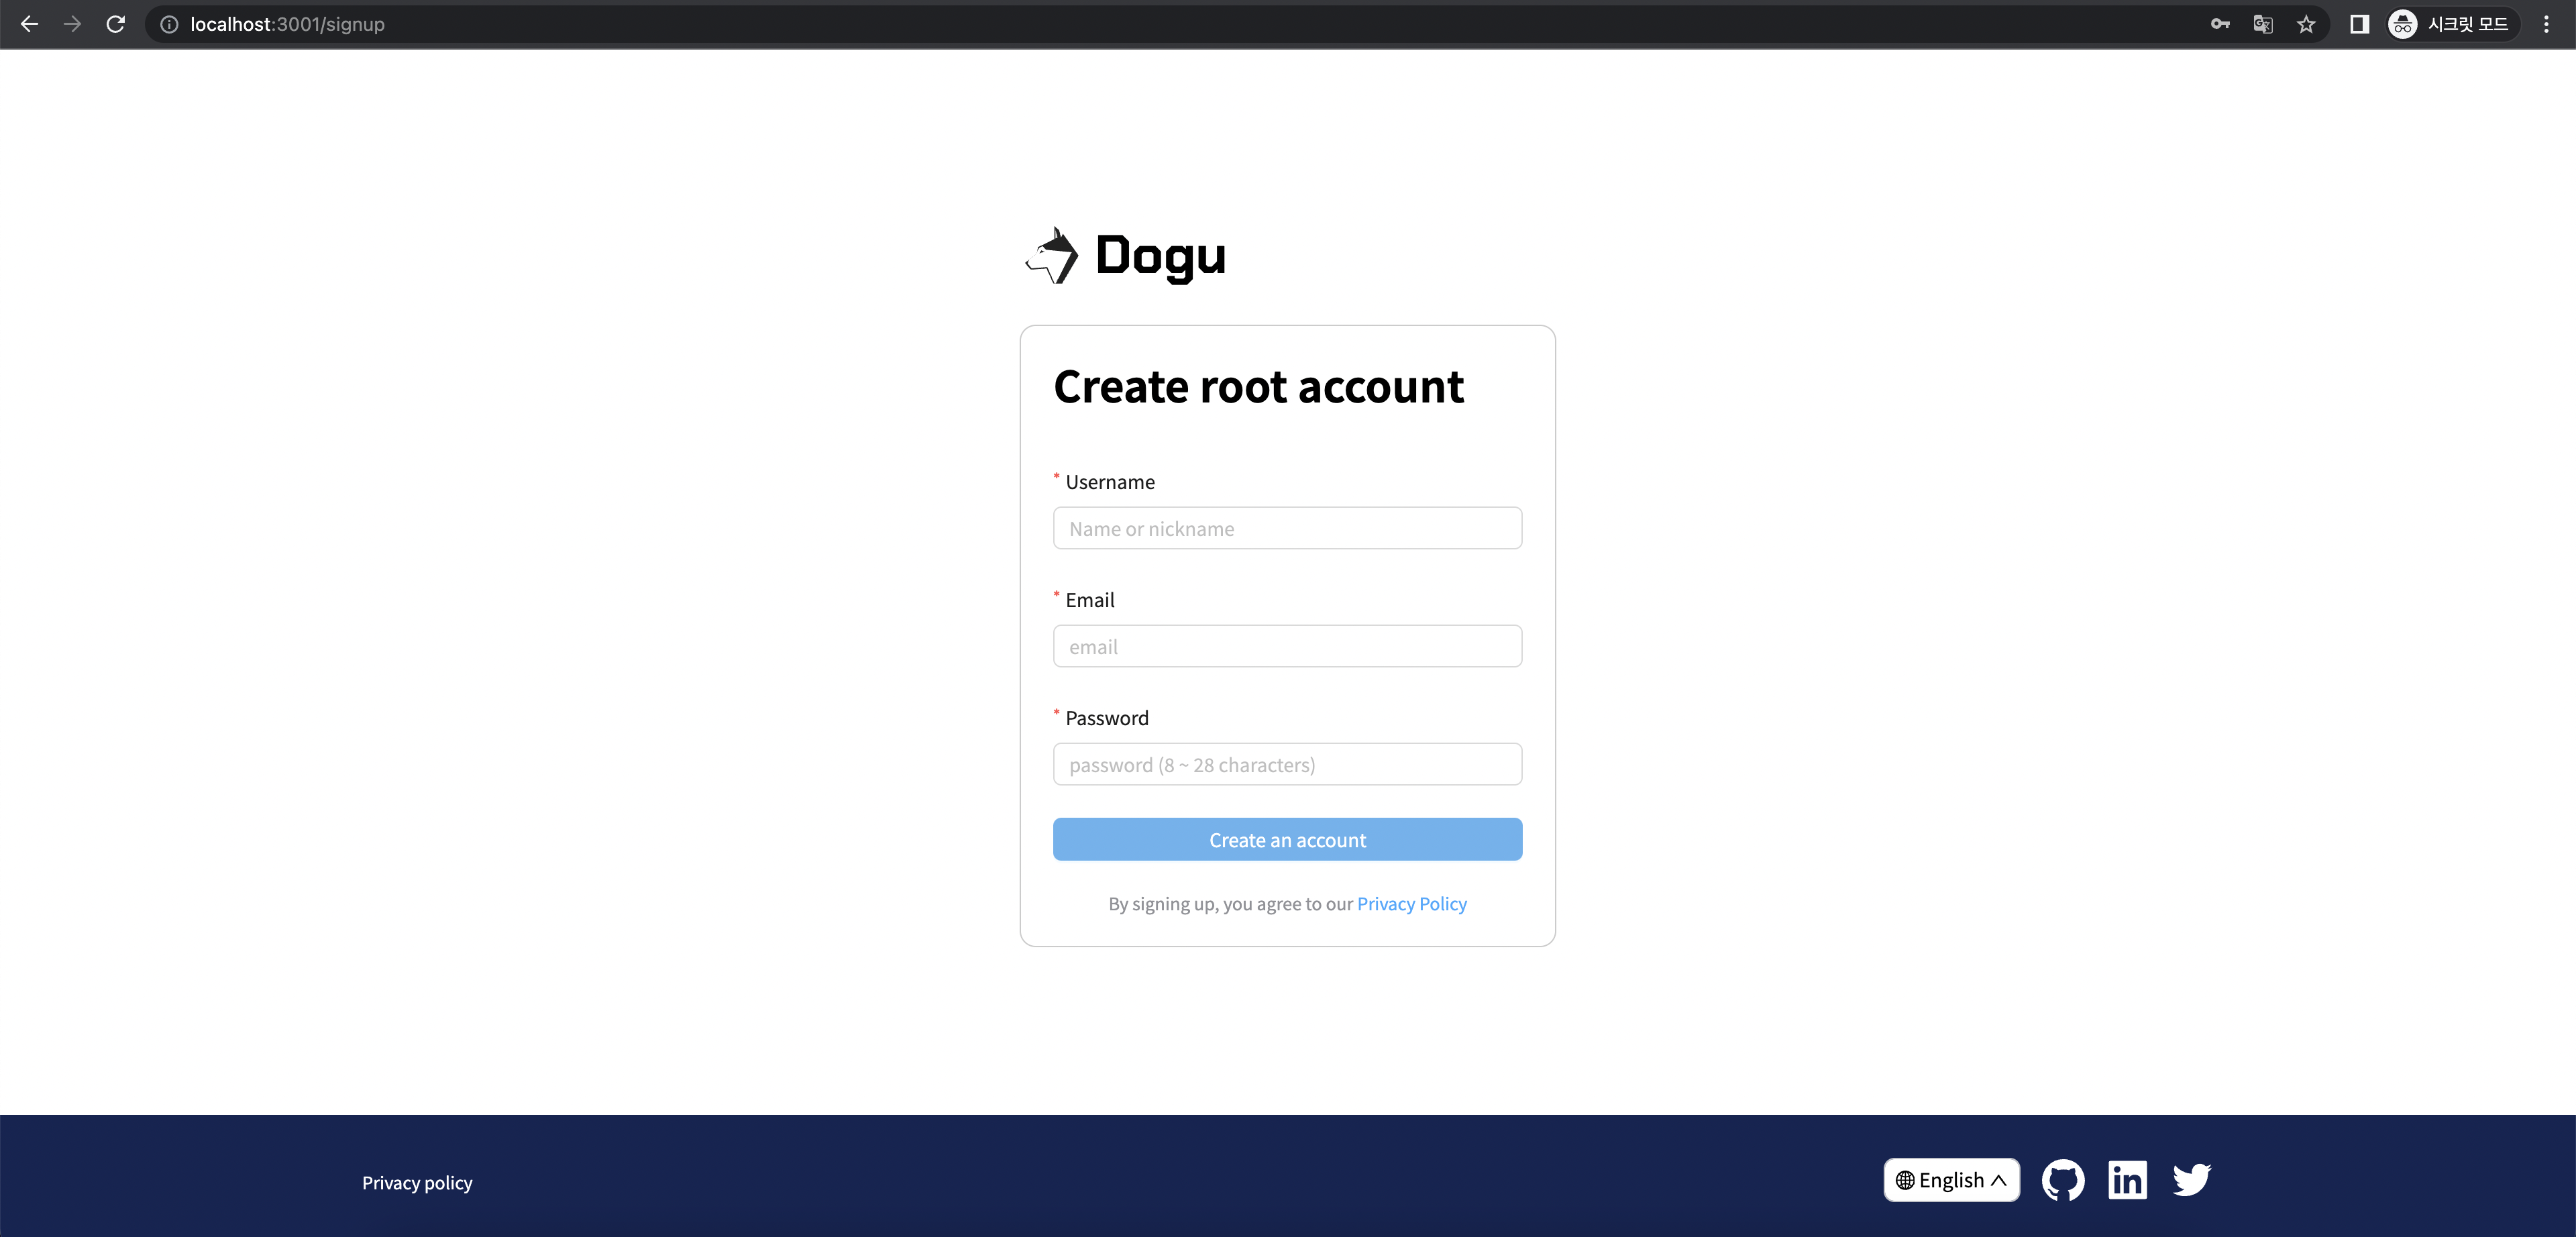 localhost:3001/signup
시크릿 모드
Dogu
Create root account
* Username
Name or nickname
* Email
email
* Password
password (8 ~ 28 characters)
Create an account
By signing up, you agree to our Privacy Policy
Privacy policy
English
in